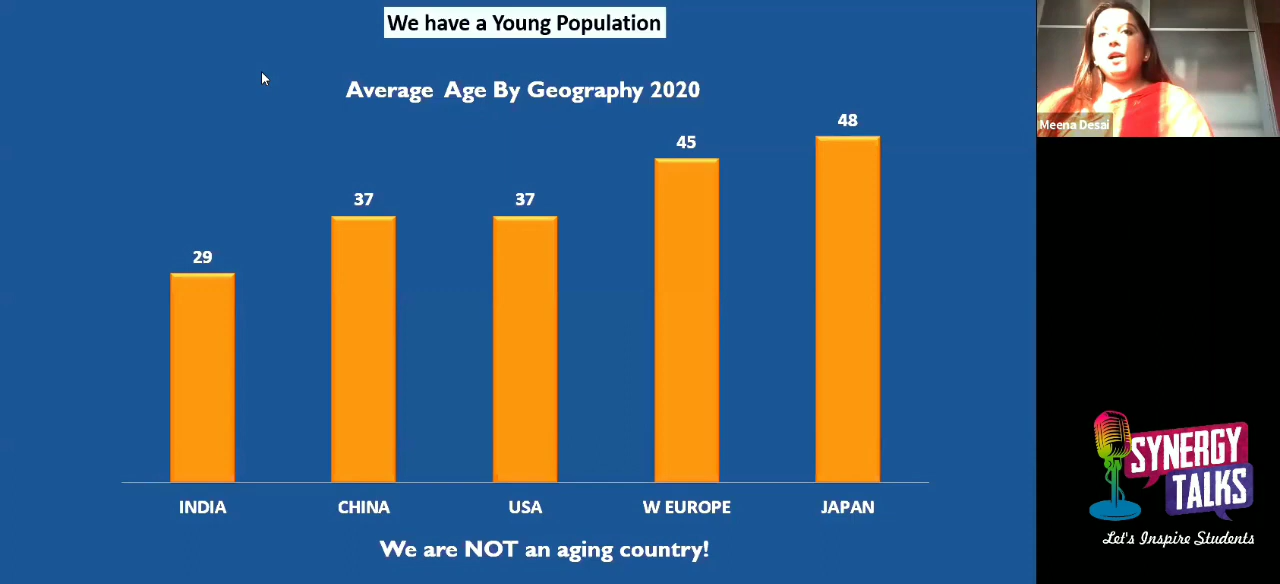 We have a Young Population
Average Age By Geography 2020
48
45
37
37
29
INDIA
CHINA
USA
W EUROPE
JAPAN
We are NOT an aging country!
Meena Desai
SYNERGY
TALKS
Let's Inspire Students